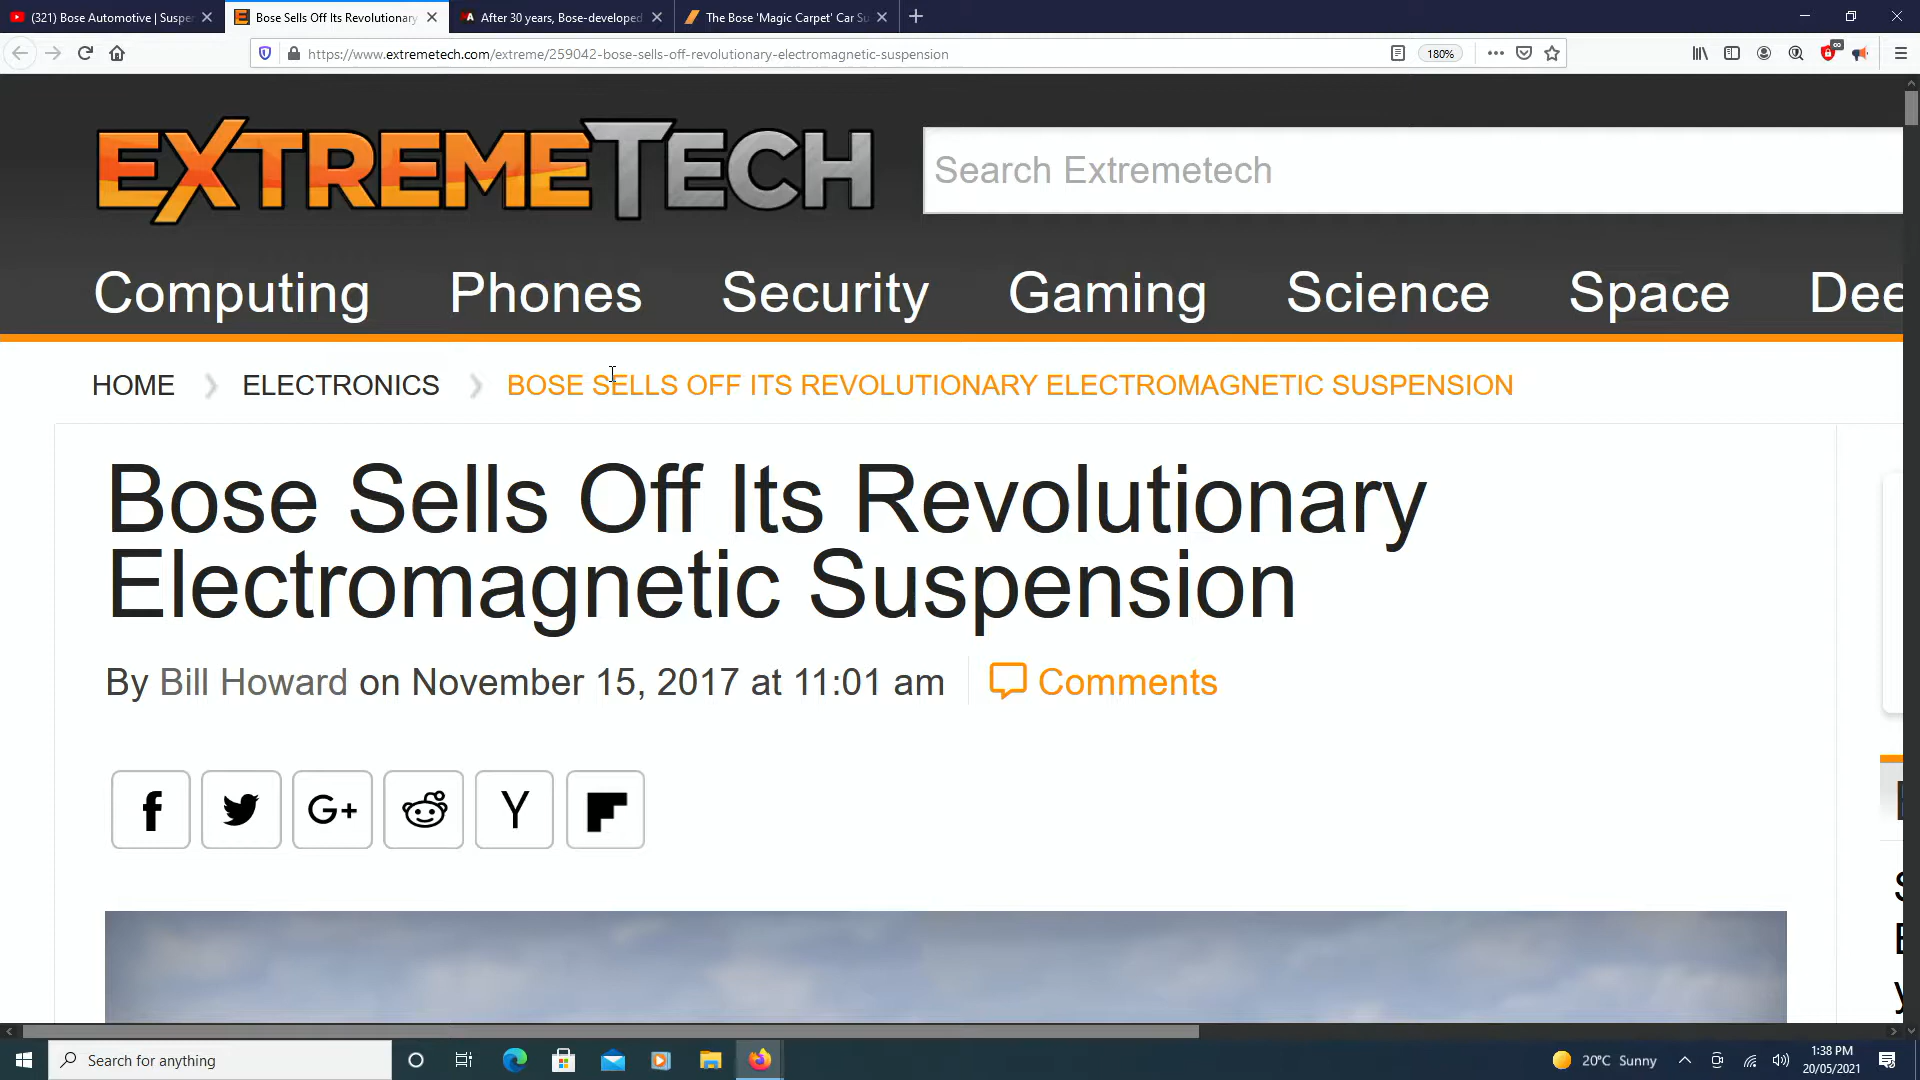 (321) Bose Automotive | Suspen
Bose Sells Off Its Revolutionary
After 30 years, Bose-developed
The Bose 'Magic Carpet' Car Su
https://www.extremetech.com/extreme/259042-bose-sells-off-revolutionary-electromagnetic-suspension
180%
EXTREMETECH
Search Extremetech
Computing Phones Security Gaming Science Space Dee
HOME ELECTRONICS BOSE SELLS OFF ITS REVOLUTIONARY ELECTROMAGNETIC SUSPENSION
Bose Sells Off Its Revolutionary
Electromagnetic Suspension
By Bill Howard on November 15, 2017 at 11:01 am
Comments
f G+ Y
Search for anything
20°C Sunny
1:38 PM
20/05/2021